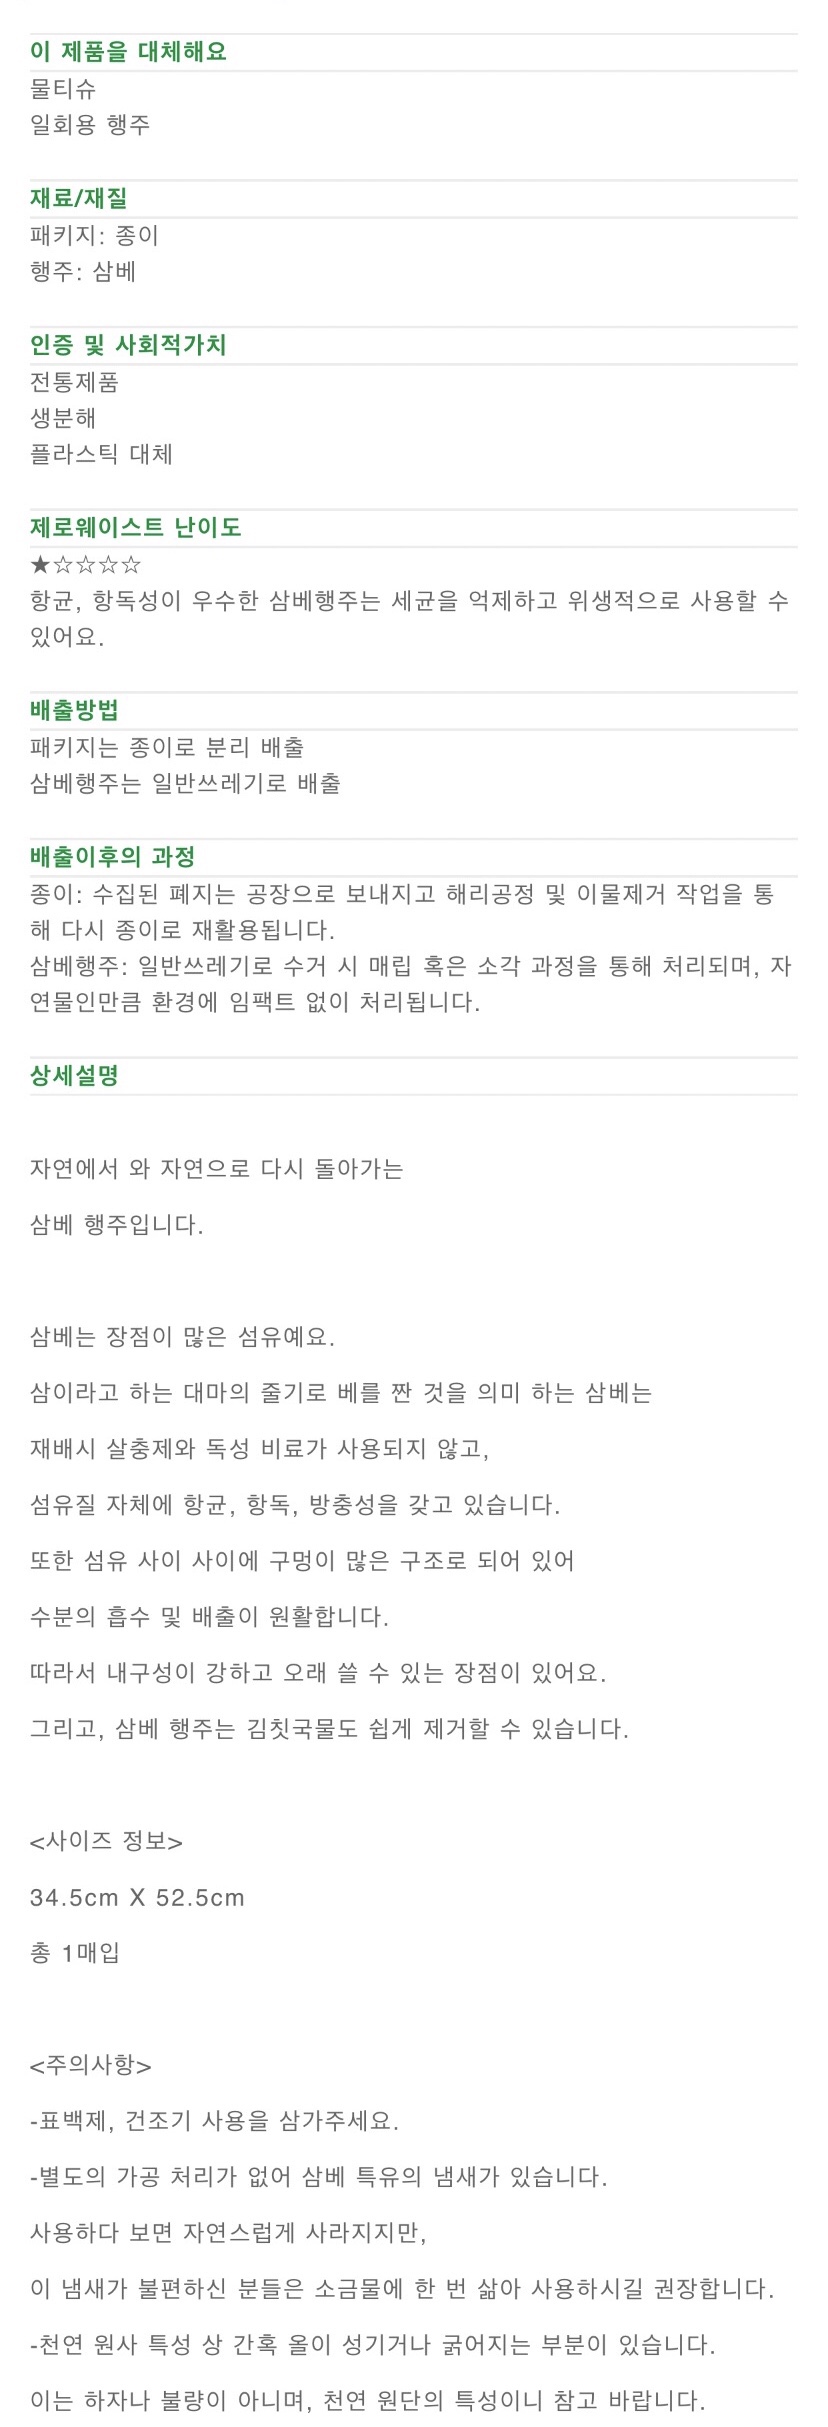 이 제품을 대체해요
물티슈
일회용 행주
재료/재질
패키지: 종이
행주: 삼베
인증 및 사회적가치
전통제품
생분해
플라스틱 대체
제로웨이스트 난이도
★☆☆☆☆
항균, 항독성이 우수한 삼베행주는 세균을 억제하고 위생적으로 사용할 수
있어요.
배출방법
패키지는 종이로 분리 배출
삼베행주는 일반쓰레기로 배출
배출이후의 과정
종이: 수집된 폐지는 공장으로 보내지고 해리공정 및 이물제거 작업을 통
해 다시 종이로 재활용됩니다.
삼베행주: 일반쓰레기로 수거 시 매립 혹은 소각 과정을 통해 처리되며, 자
연물인만큼 환경에 임팩트 없이 처리됩니다.
상세설명
자연에서 와 자연으로 다시 돌아가는
삼베 행주입니다.
삼베는 장점이 많은 섬유예요.
삼이라고 하는 대마의 줄기로 베를 짠 것을 의미 하는 삼베는
재배시 살충제와 독성 비료가 사용되지 않고,
섬유질 자체에 항균, 항독, 방충성을 갖고 있습니다.
또한 섬유 사이 사이에 구멍이 많은 구조로 되어 있어
수분의 흡수 및 배출이 원활합니다.
따라서 내구성이 강하고 오래 쓸 수 있는 장점이 있어요.
그리고, 삼베 행주는 김칫국물도 쉽게 제거할 수 있습니다.
<사이즈 정보>
34.5cm X 52.5cm
총 1매입
<주의사항>
-표백제, 건조기 사용을 삼가주세요.
-별도의 가공 처리가 없어 삼베 특유의 냄새가 있습니다.
사용하다 보면 자연스럽게 사라지지만,
이 냄새가 불편하신 분들은 소금물에 한 번 삶아 사용하시길 권장합니다.
-천연 원사 특성 상 간혹 올이 성기거나 굵어지는 부분이 있습니다.
이는 하자나 불량이 아니며, 천연 원단의 특성이니 참고 바랍니다.